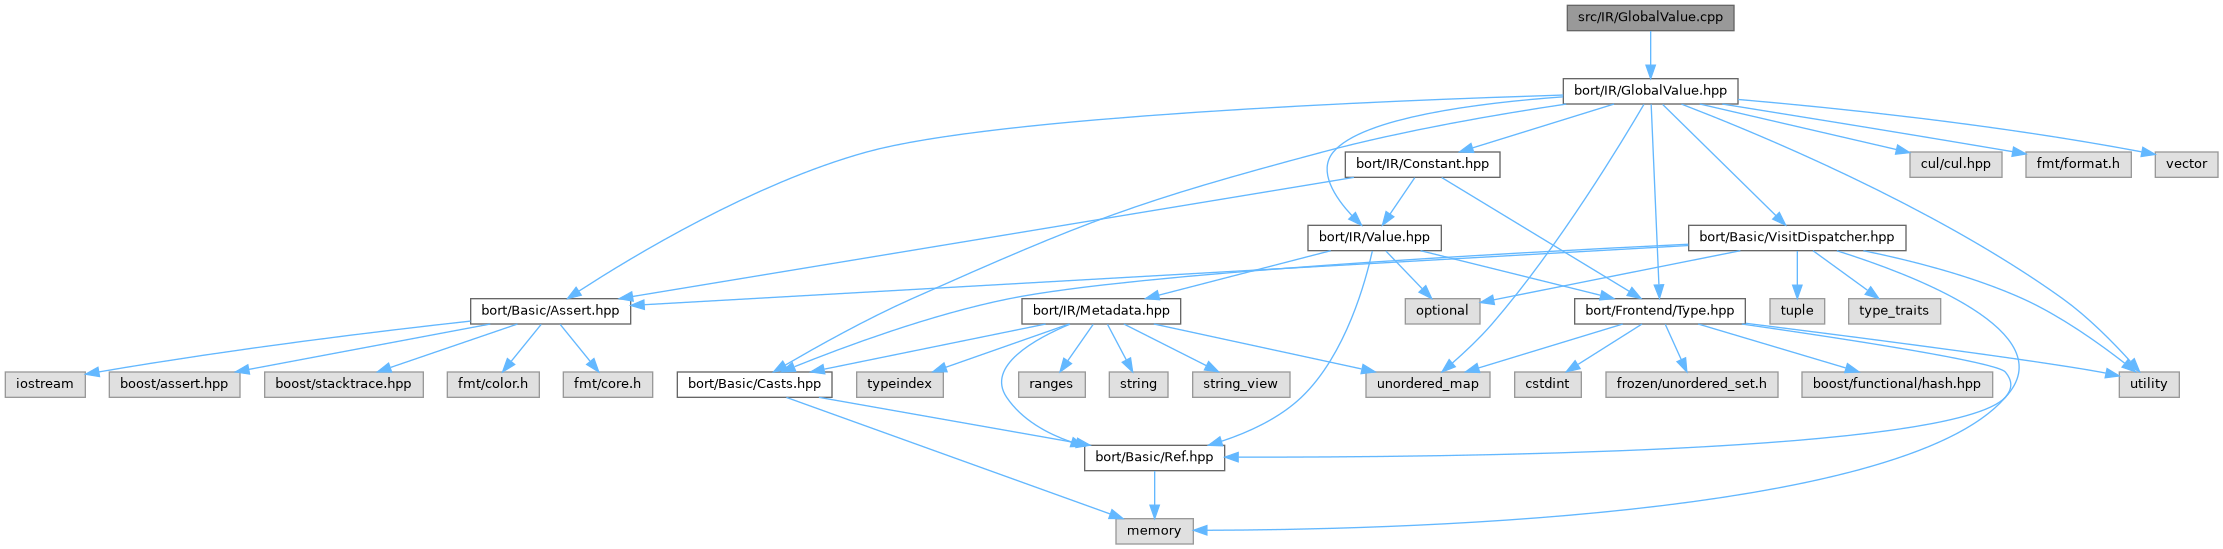 src/IR/GlobalValue.cpp
bort/IR/GlobalValue.hpp
bort/IR/Constant.hpp
cul/cul.hpp
fmt/format.h
vector
bort/IR/Value.hpp
bort/Basic/VisitDispatcher.hpp
bort/Basic/Assert.hpp
bort/IR/Metadata.hpp
optional
bort/Frontend/Type.hpp
tuple
type_traits
iostream
boost/assert.hpp
boost/stacktrace.hpp
fmt/color.h
fmt/core.h
bort/Basic/Casts.hpp
typeindex
ranges
string
string_view
unordered_map
cstdint
frozen/unordered_set.h
boost/functional/hash.hpp
utility
bort/Basic/Ref.hpp
memory